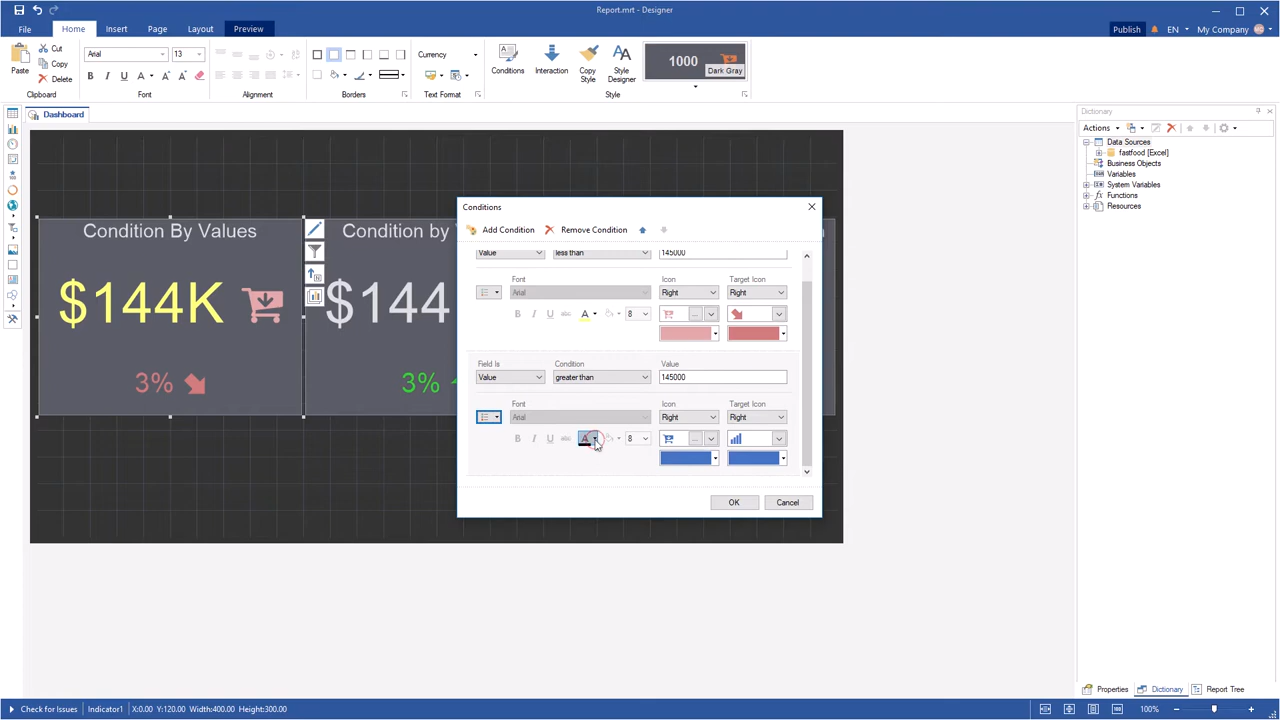 Report.mrt - Designer
File
Home
Insert
Page
Layout
Preview
Publish
EN
My Company
Paste
Cut
Copy
Delete
Clipboard
Arial
13
B I U A A A
Font
Alignment
Borders
Currency
Text Format
Conditions
Interaction
Copy Style
Style Designer
1000
Dark Gray
Style
Dashboard
Condition By Values
$144K
3%
Condition by V
$144
3%
Conditions
Add Condition
Remove Condition
Value
less than
145000
Font
Icon
Target Icon
Arial
Right
Right
B I U abc A 8
...
Field Is
Condition
Value
Value
greater than
145000
Font
Icon
Target Icon
Arial
Right
Right
B I U abc A 8
...
OK
Cancel
Dictionary
Actions
Data Sources
fastfood [Excel]
Business Objects
Variables
System Variables
Functions
Resources
Properties
Dictionary
Report Tree
Check for Issues
Indicator1
X:0.00 Y:120.00 Width:400.00 Height:300.00
100%